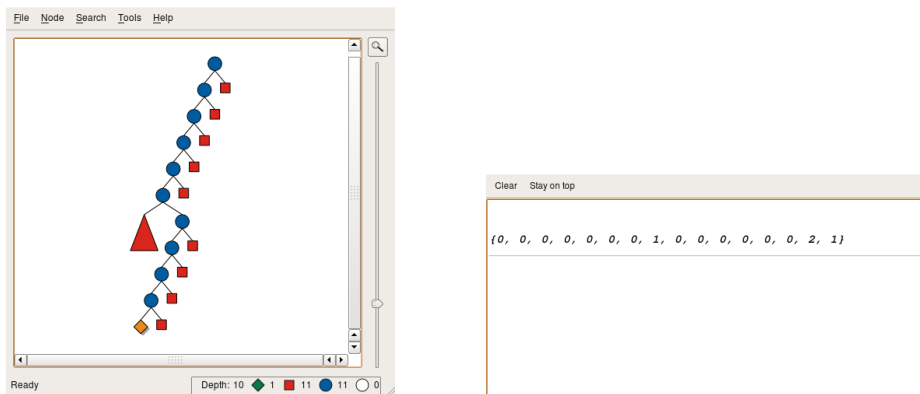 File Node Search Tools Help
Ready Depth: 10 1 11 11 0
Clear Stay on top
{0, 0, 0, 0, 0, 0, 0, 1, 0, 0, 0, 0, 0, 0, 2, 1}